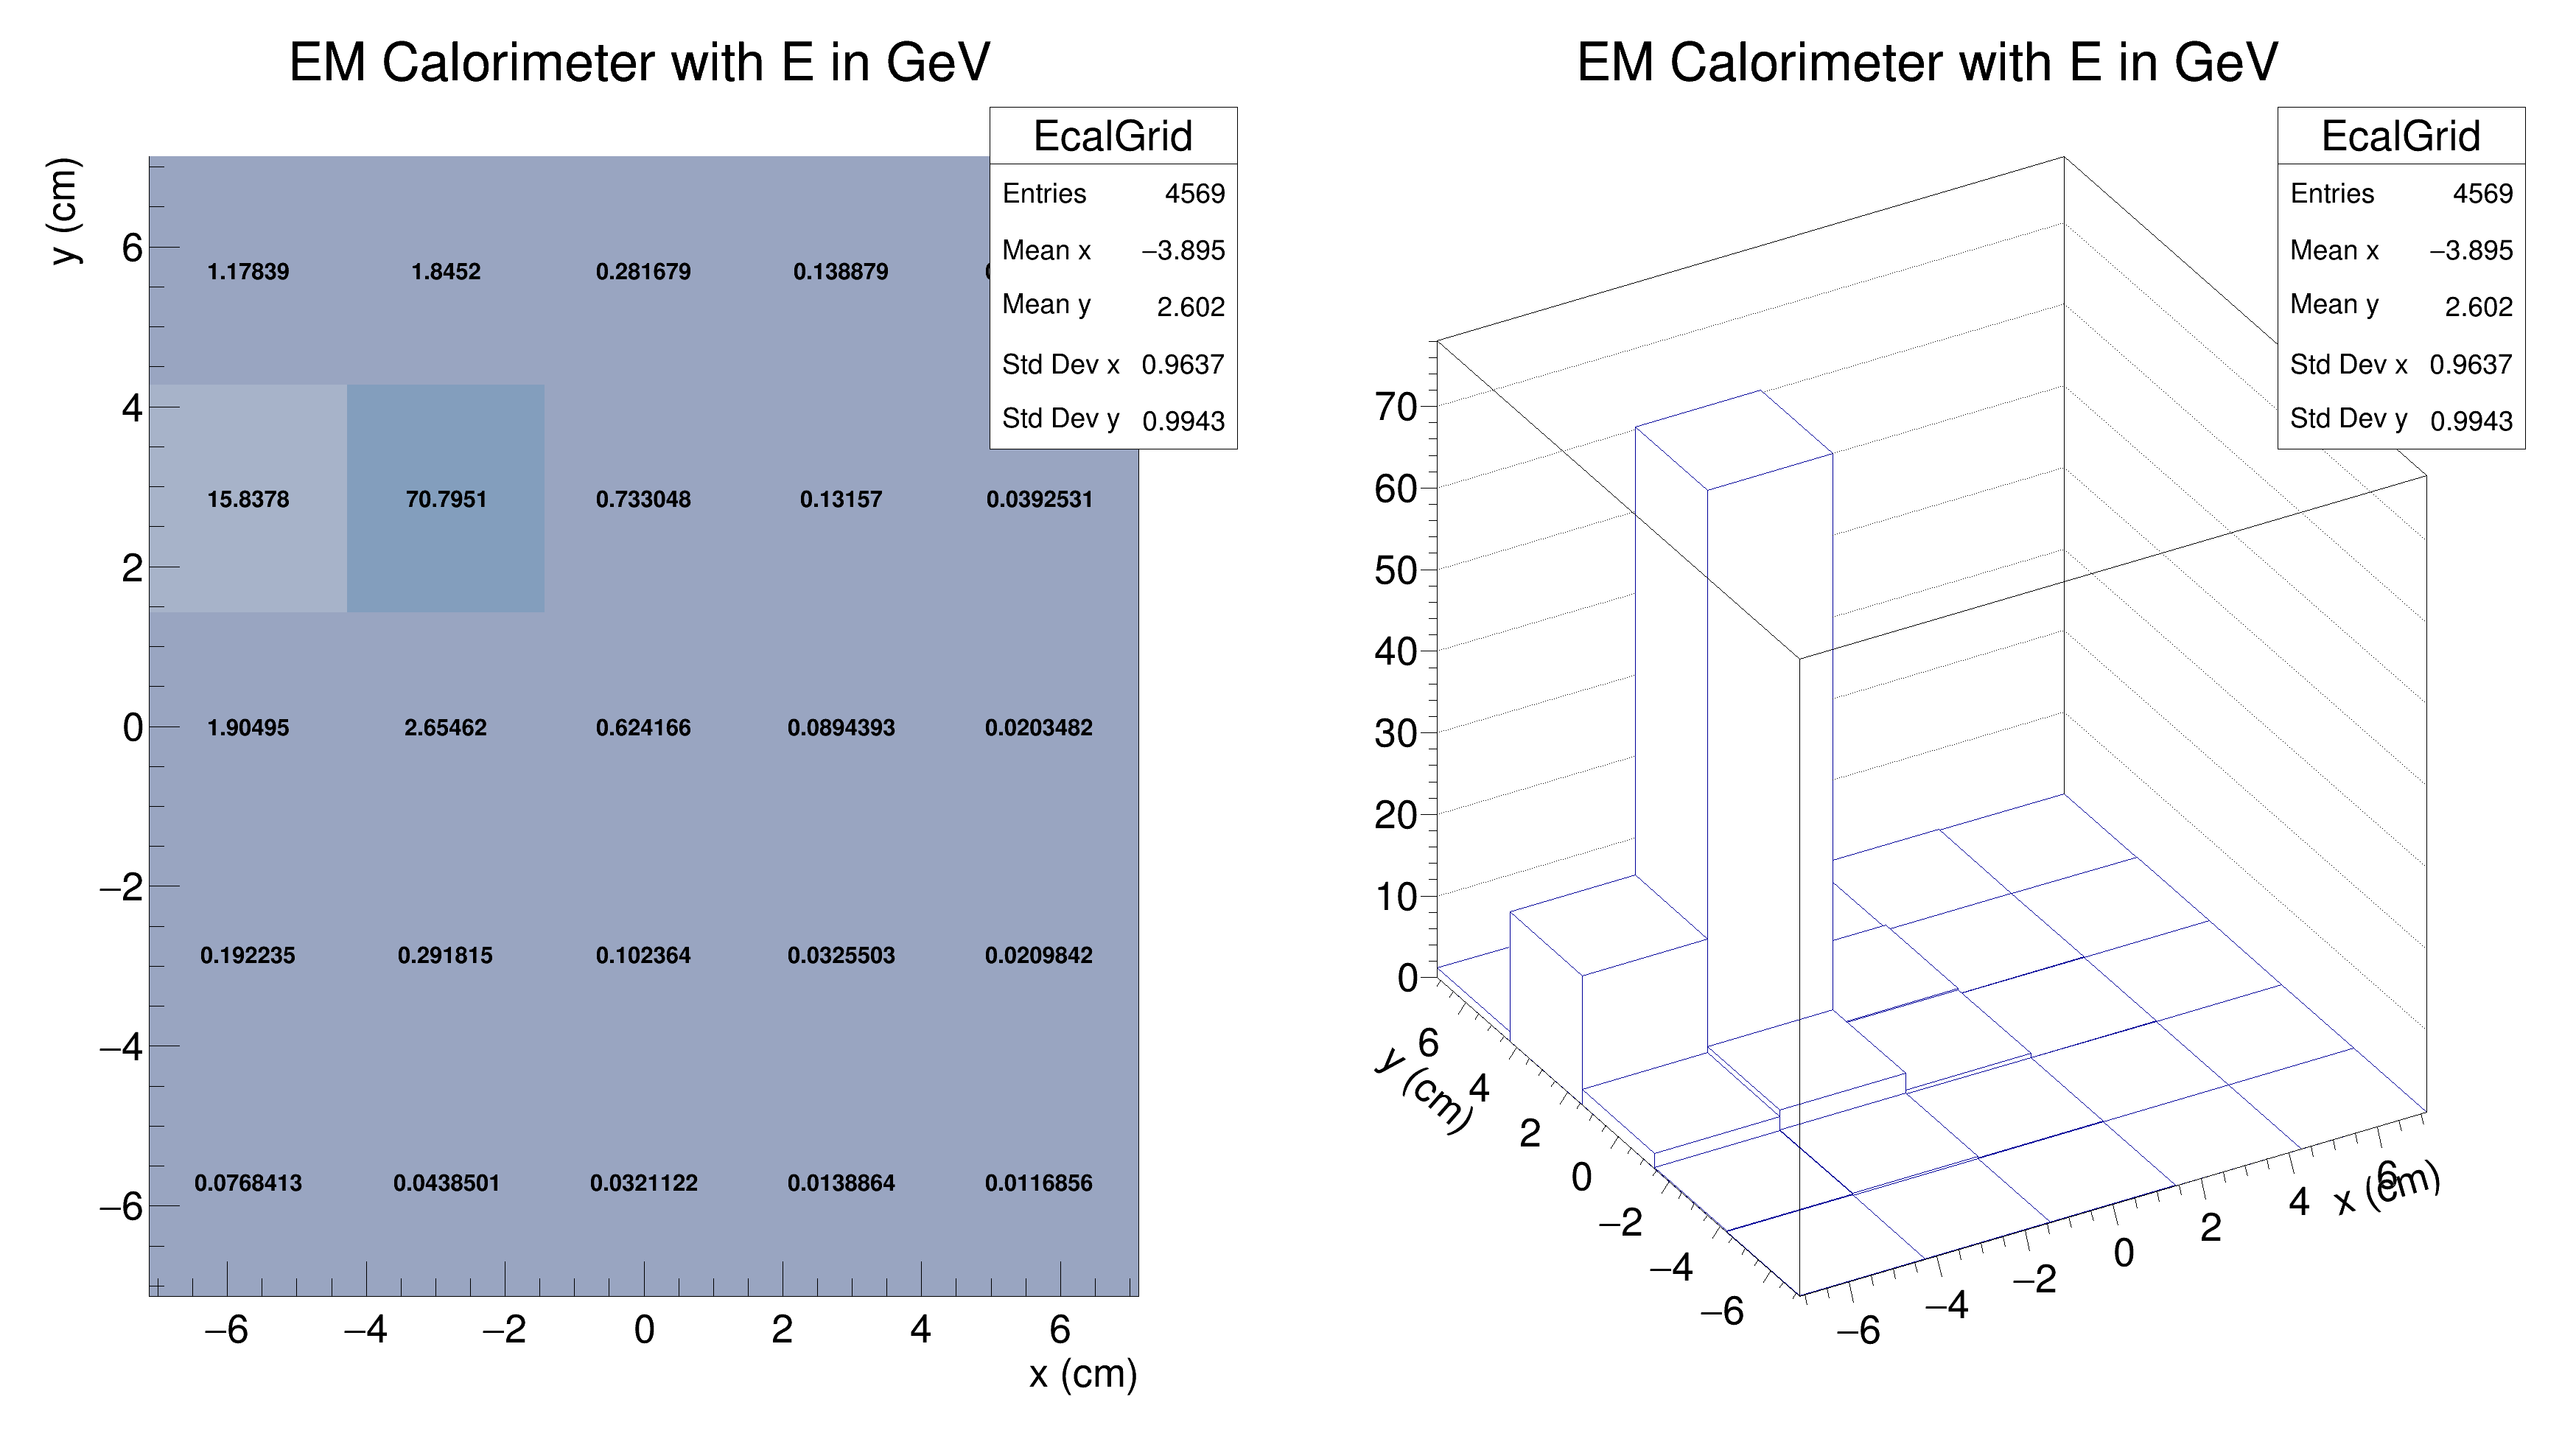 EM Calorimeter with E in GeV
EcalGrid
Entries 4569
Mean x −3.895
Mean y 2.602
Std Dev x 0.9637
Std Dev y 0.9943
y (cm)
6
4
2
0
−2
−4
−6
1.17839 1.8452 0.281679 0.138879
15.8378 70.7951 0.733048 0.13157 0.0392531
1.90495 2.65462 0.624166 0.0894393 0.0203482
0.192235 0.291815 0.102364 0.0325503 0.0209842
0.0768413 0.0438501 0.0321122 0.0138864 0.0116856
−6 −4 −2 0 2 4 6
x (cm)
EM Calorimeter with E in GeV
EcalGrid
Entries 4569
Mean x −3.895
Mean y 2.602
Std Dev x 0.9637
Std Dev y 0.9943
70
60
50
40
30
20
10
0
y (cm)
6
4
2
0
−2
−4
−6
−6 −4 −2 0 2 4 6
x (cm)